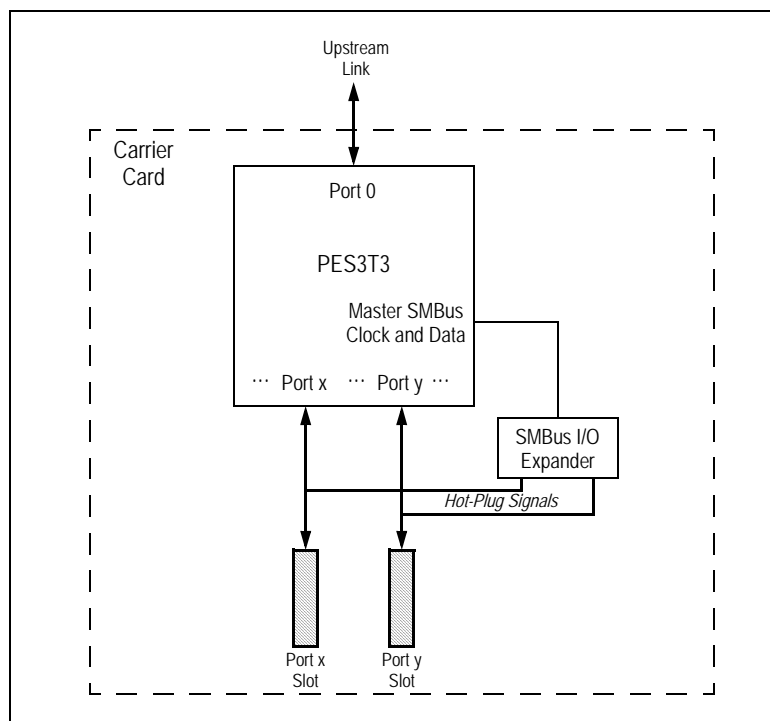 Upstream
Link
Carrier
Card
Port 0
PES3T3
Master SMBus
Clock and Data
··· Port x ··· Port y ···
SMBus I/O
Expander
Hot-Plug Signals
Port x
Slot
Port y
Slot